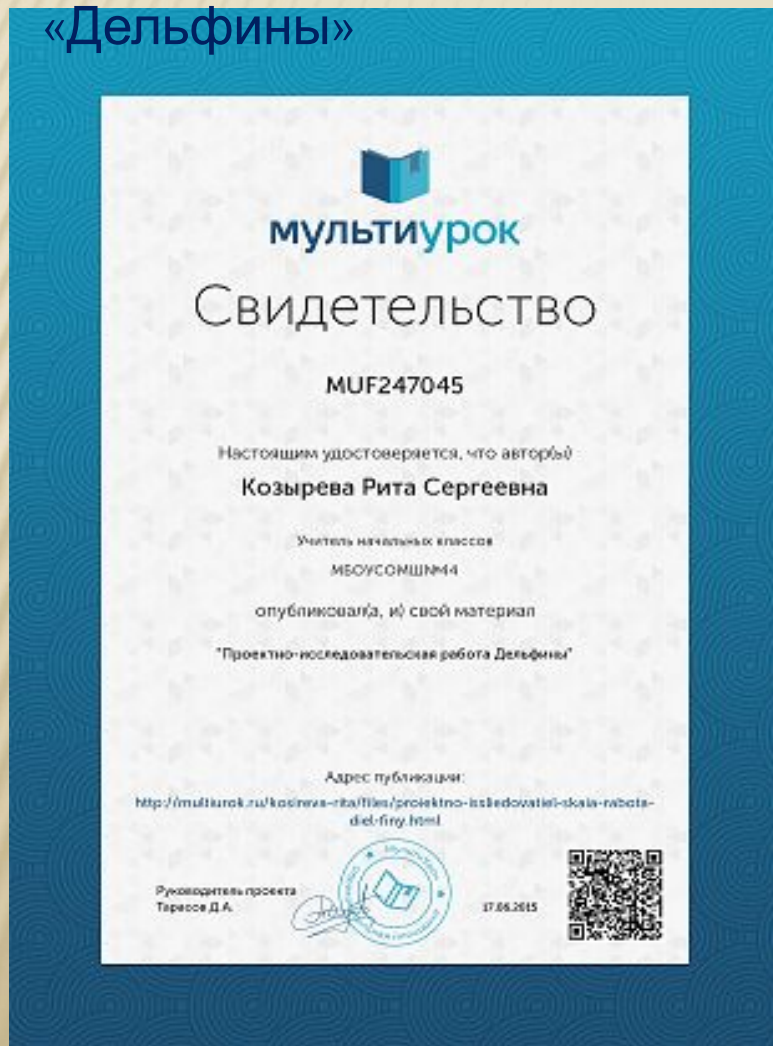 «Дельфины»
мультиурок
Свидетельство
MUF247045
Настоящим удостоверяется, что автор(ы)
Козырева Рита Сергеевна
Учитель начальных классов
МБОУСОМШ№44
опубликовал(а, и) свой материал
"Проектно-исследовательская работа Дельфины"
Адрес публикации:
http://multiurok.ru/kosireva-rita/files/proiektno-issliedovatiel-skaia-rabota-
diel-finy.html
Руководитель проекта
Тарасов Д.А.
17.06.2015